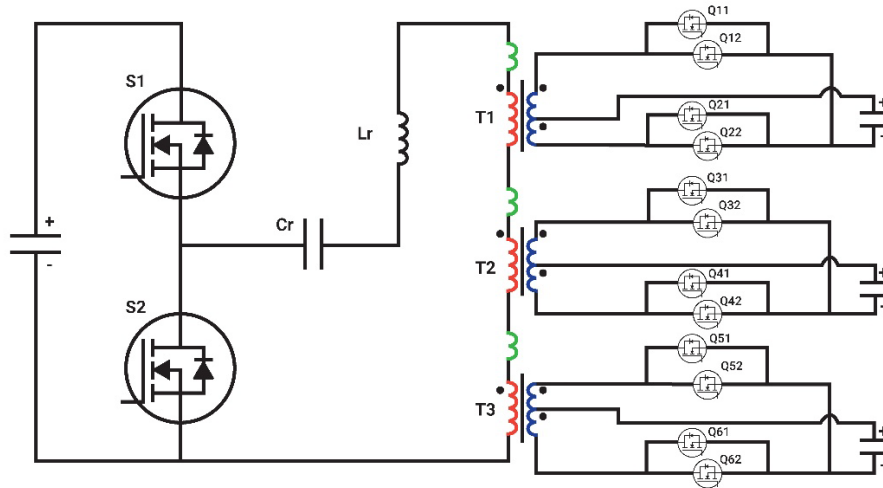 S1
S2
+
-
Cr
Lr
T1
Q11
Q12
Q21
Q22
+
-
T2
Q31
Q32
Q41
Q42
+
-
T3
Q51
Q52
Q61
Q62
+
-